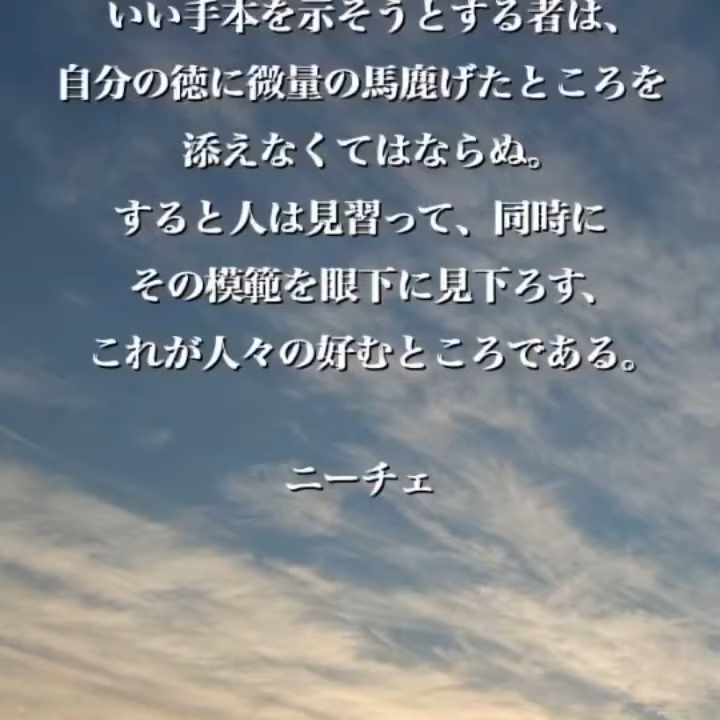 いい手本を示そうとする者は、
自分の徳に微量の馬鹿げたところを
添えなくてはならぬ。
すると人は見習って、同時に
その模範を眼下に見下ろす、
これが人々の好むところである。
ニーチェ